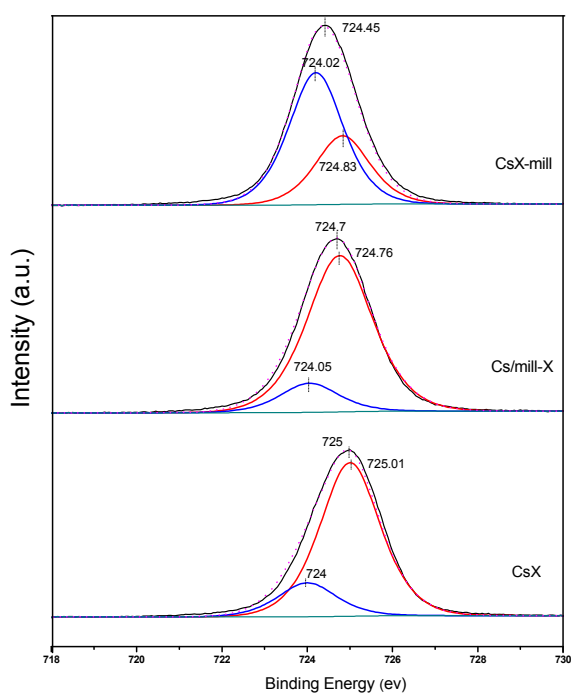 724.45
724.02
724.83
CsX-mill
724.7
724.76
724.05
Cs/mill-X
725
725.01
724
CsX
Intensity (a.u.)
718 720 722 724 726 728 730
Binding Energy (ev)